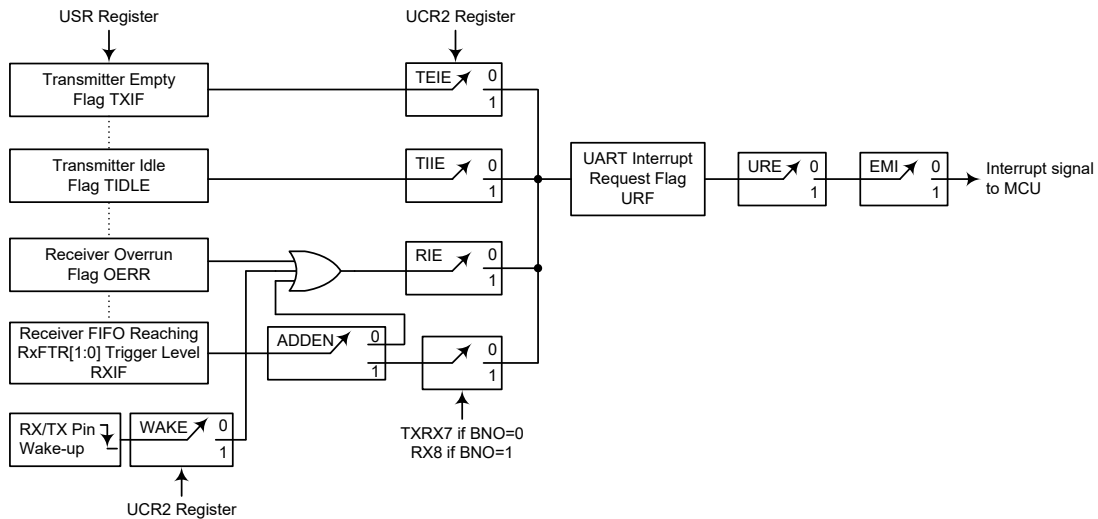 USR Register
UCR2 Register
Transmitter Empty
Flag TXIF
TEIE
0
1
Transmitter Idle
Flag TIDLE
TIIE
0
1
UART Interrupt
Request Flag
URF
URE
0
1
EMI
0
1
Interrupt signal
to MCU
Receiver Overrun
Flag OERR
RIE
0
1
Receiver FIFO Reaching
RxFTR[1:0] Trigger Level
RXIF
ADDEN
0
1
0
1
RX/TX Pin
Wake-up
WAKE
0
1
TXRX7 if BNO=0
RX8 if BNO=1
UCR2 Register